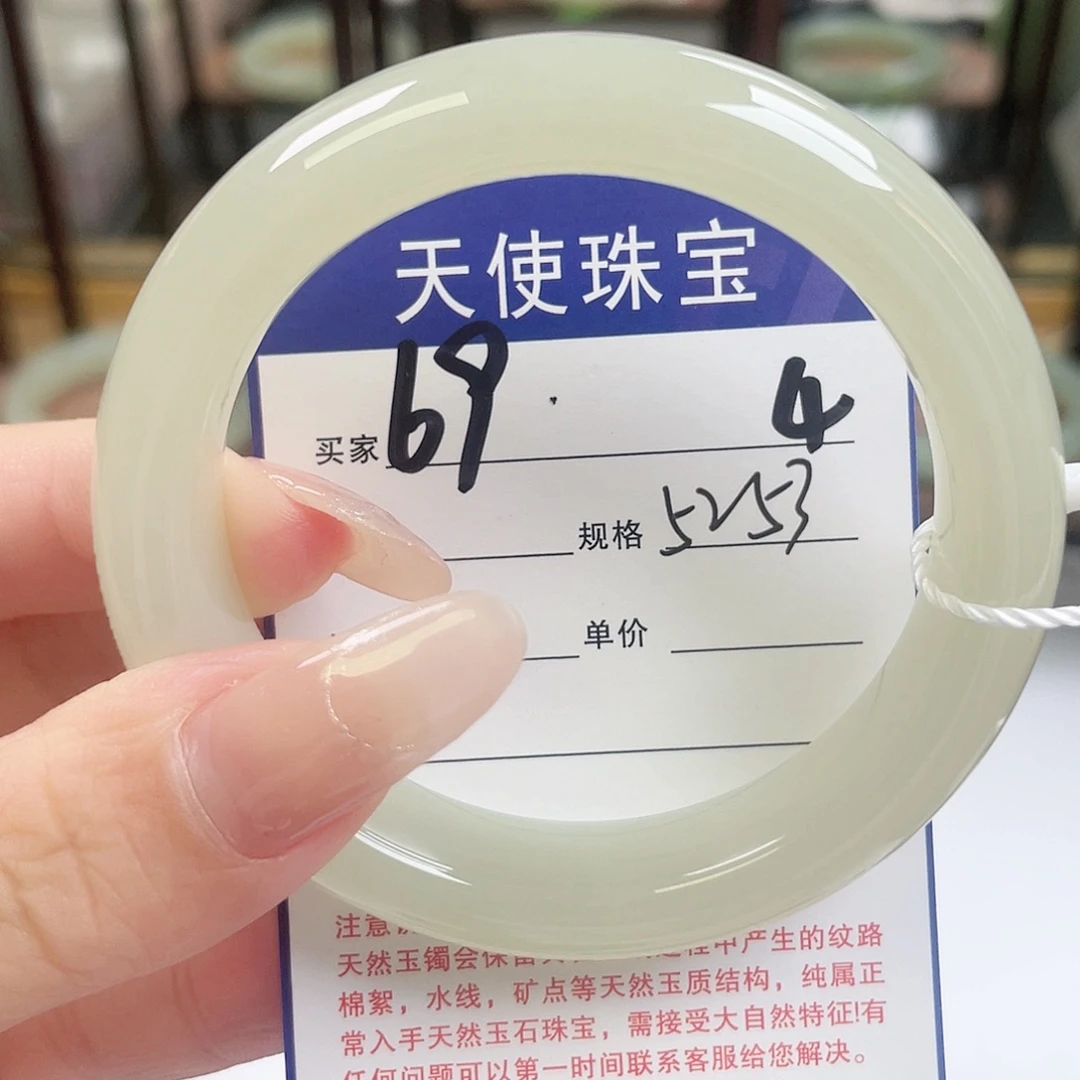 天使珠宝
买家 69 4
规格 5253
单价
注意
天然玉镯会保留 程中产生的纹路
棉絮，水线，矿点等天然玉质结构，纯属正
常入手天然玉石珠宝，需接受大自然特征!有
任何问题可以第一时间联系客服给您解决。